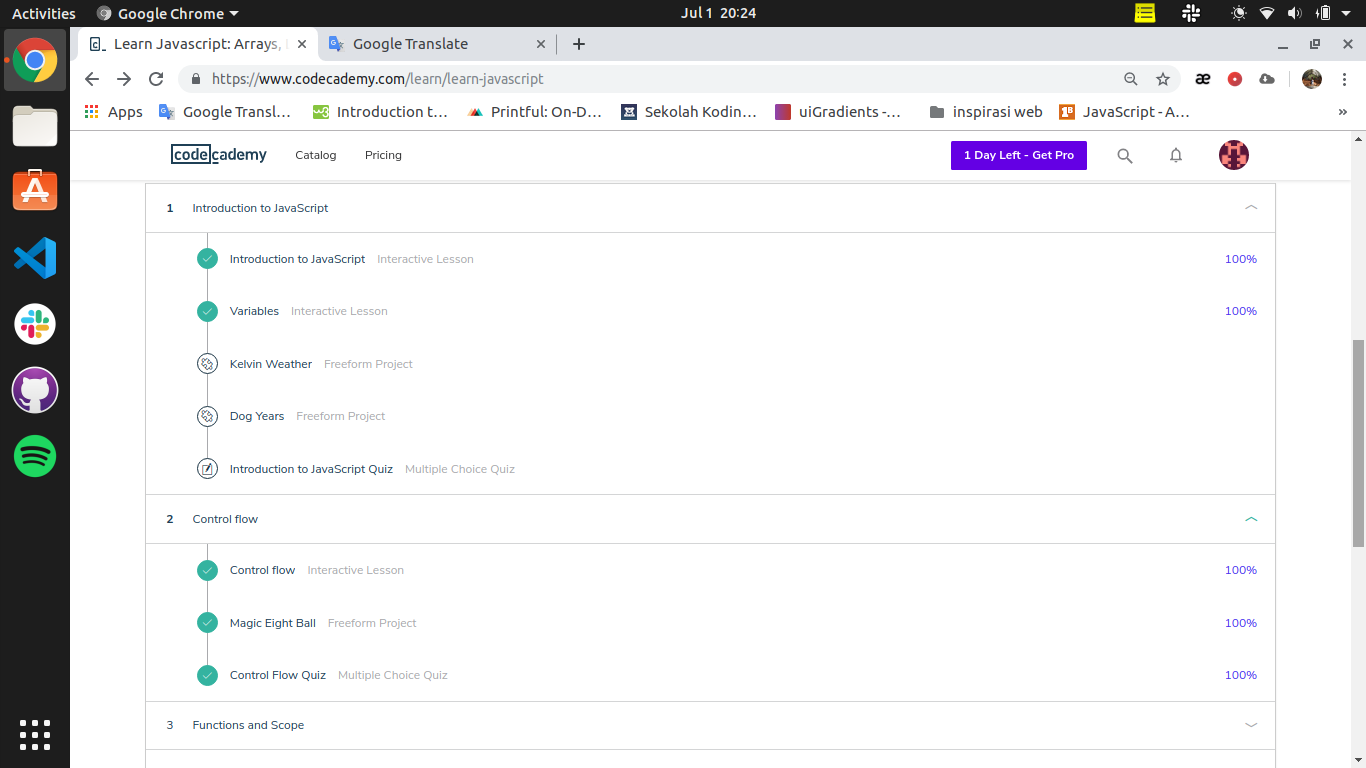 Activities Google Chrome Jul 1 20:24
Learn Javascript: Arrays, Google Translate
https://www.codecademy.com/learn/learn-javascript
Apps Google Transl… Introduction t… Printful: On-D… Sekolah Kodin… uiGradients -… inspirasi web JavaScript - A… »
codecademy Catalog Pricing 1 Day Left - Get Pro
1 Introduction to JavaScript
Introduction to JavaScript Interactive Lesson 100%
Variables Interactive Lesson 100%
Kelvin Weather Freeform Project
Dog Years Freeform Project
Introduction to JavaScript Quiz Multiple Choice Quiz
2 Control flow
Control flow Interactive Lesson 100%
Magic Eight Ball Freeform Project 100%
Control Flow Quiz Multiple Choice Quiz 100%
3 Functions and Scope